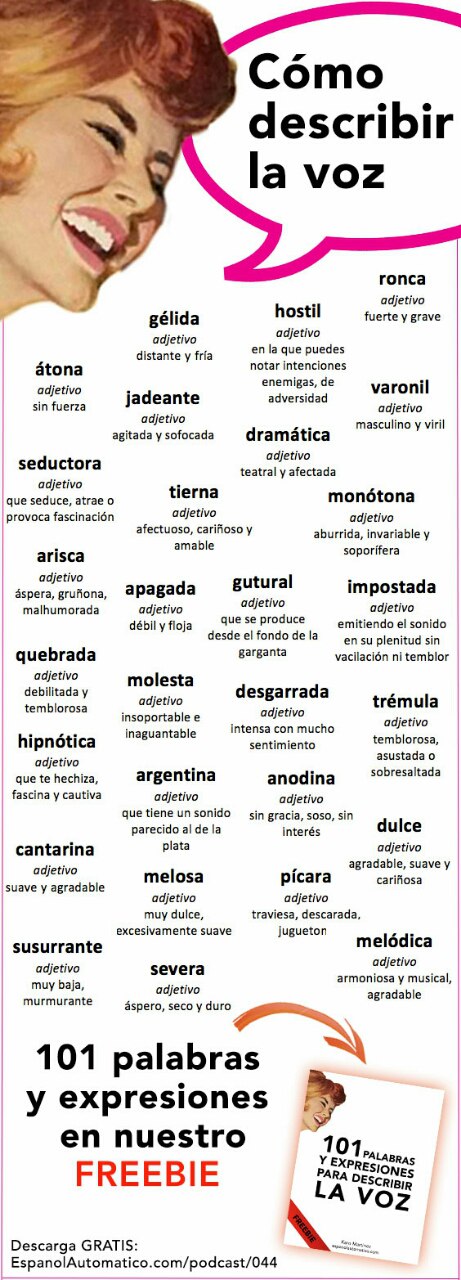 Cómo
describir
la voz
ronca
adjetivo
fuerte y grave
gélida
adjetivo
distante y fría
hostil
adjetivo
en la que puedes
notar intenciones
enemigas, de
adversidad
átona
adjetivo
sin fuerza
jadeante
adjetivo
agitada y sofocada
varonil
adjetivo
masculino y viril
dramática
adjetivo
teatral y afectada
seductora
adjetivo
que seduce, atrae o
provoca fascinación
tierna
adjetivo
afectuoso, cariñoso y
amable
monótona
adjetivo
aburrida, invariable y
soporífera
arisca
adjetivo
áspera, gruñona,
malhumorada
apagada
adjetivo
débil y floja
gutural
adjetivo
que se produce
desde el fondo de la
garganta
impostada
adjetivo
emitiendo el sonido
en su plenitud sin
vacilación ni temblor
quebrada
adjetivo
debilitada y
temblorosa
molesta
adjetivo
insoportable e
inaguantable
desgarrada
adjetivo
intensa con mucho
sentimiento
trémula
adjetivo
temblorosa,
asustada o
sobresaltada
hipnótica
adjetivo
que te hechiza,
fascina y cautiva
argentina
adjetivo
que tiene un sonido
parecido al de la
plata
anodina
adjetivo
sin gracia, soso, sin
interés
dulce
adjetivo
agradable, suave y
cariñosa
cantarina
adjetivo
suave y agradable
melosa
adjetivo
muy dulce,
excesivamente suave
pícara
adjetivo
traviesa, descarada,
jugueton
melódica
adjetivo
armoniosa y musical,
agradable
susurrante
adjetivo
muy baja,
murmurante
severa
adjetivo
áspero, seco y duro
101 palabras
y expresiones
en nuestro
FREEBIE
101 PALABRAS
Y EXPRESIONES
PARA DESCRIBIR
LA VOZ
FREEBIE
Karo Martínez
espanolautomatico.com
Descarga GRATIS:
EspanolAutomatico.com/podcast/044